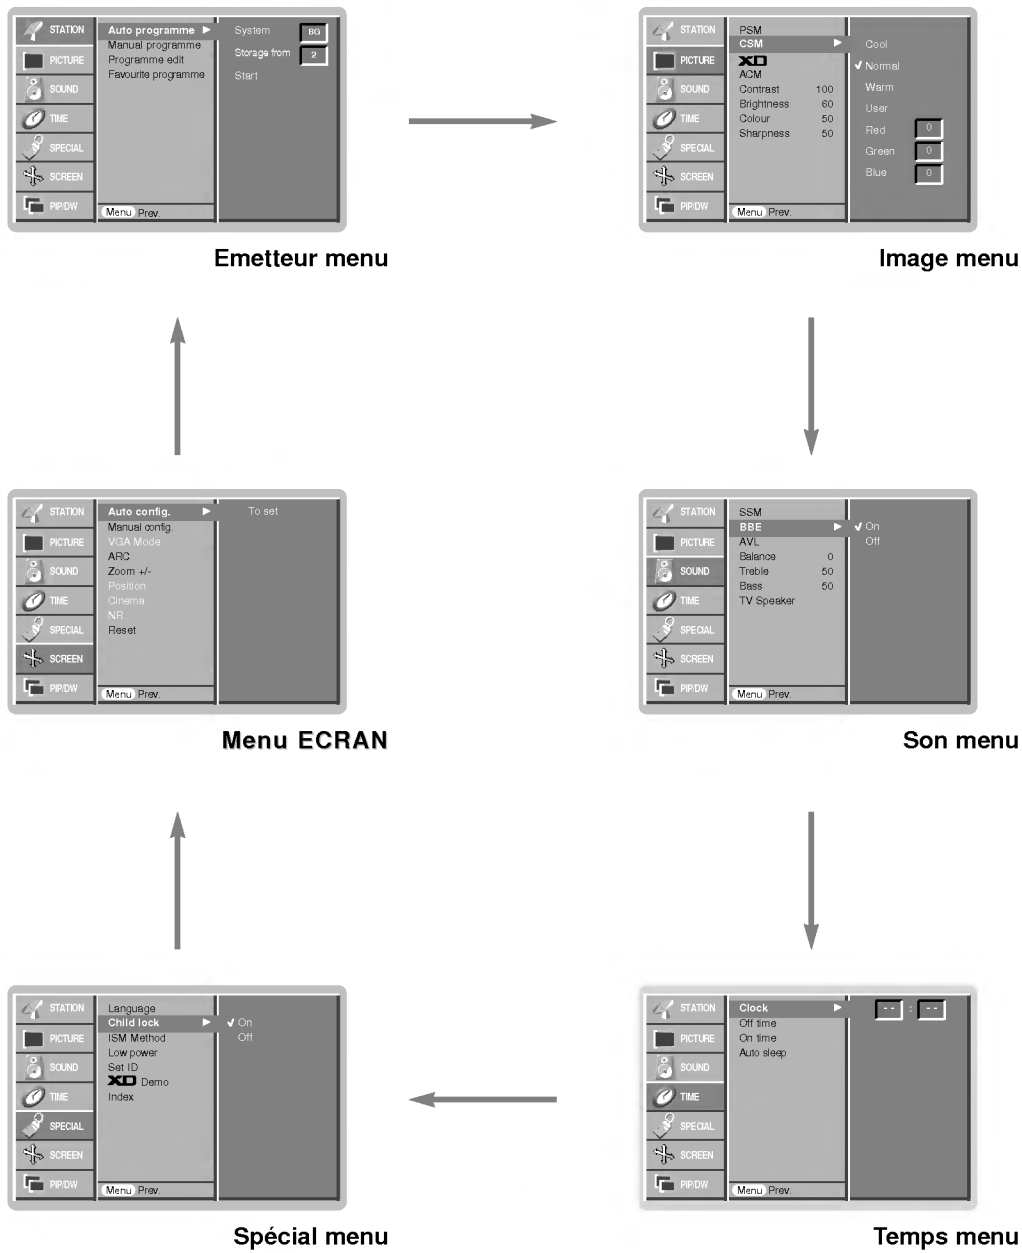 STATION
PICTURE
SOUND
TIME
SPECIAL
SCREEN
PIP/DW
Auto programme
Manual programme
Programme edit
Favourite programme
Menu Prev.
System BG
Storage from 2
Start
Emetteur menu
STATION
PICTURE
SOUND
TIME
SPECIAL
SCREEN
PIP/DW
PSM
CSM
XD
ACM
Contrast 100
Brightness 60
Colour 50
Sharpness 50
Menu Prev.
Cool
✓ Normal
Warm
User
Red 0
Green 0
Blue 0
Image menu
STATION
PICTURE
SOUND
TIME
SPECIAL
SCREEN
PIP/DW
Auto config.
Manual config.
VGA Mode
ARC
Zoom +/-
Position
Cinema
NR
Reset
Menu Prev.
To set
Menu ECRAN
STATION
PICTURE
SOUND
TIME
SPECIAL
SCREEN
PIP/DW
SSM
BBE
AVL
Balance 0
Treble 50
Bass 50
TV Speaker
Menu Prev.
✓ On
Off
Son menu
STATION
PICTURE
SOUND
TIME
SPECIAL
SCREEN
PIP/DW
Language
Child lock
ISM Method
Low power
Set ID
XD Demo
Index
Menu Prev.
✓ On
Off
Spécial menu
STATION
PICTURE
SOUND
TIME
SPECIAL
SCREEN
PIP/DW
Clock
Off time
On time
Auto sleep
Menu Prev.
-- : --
Temps menu